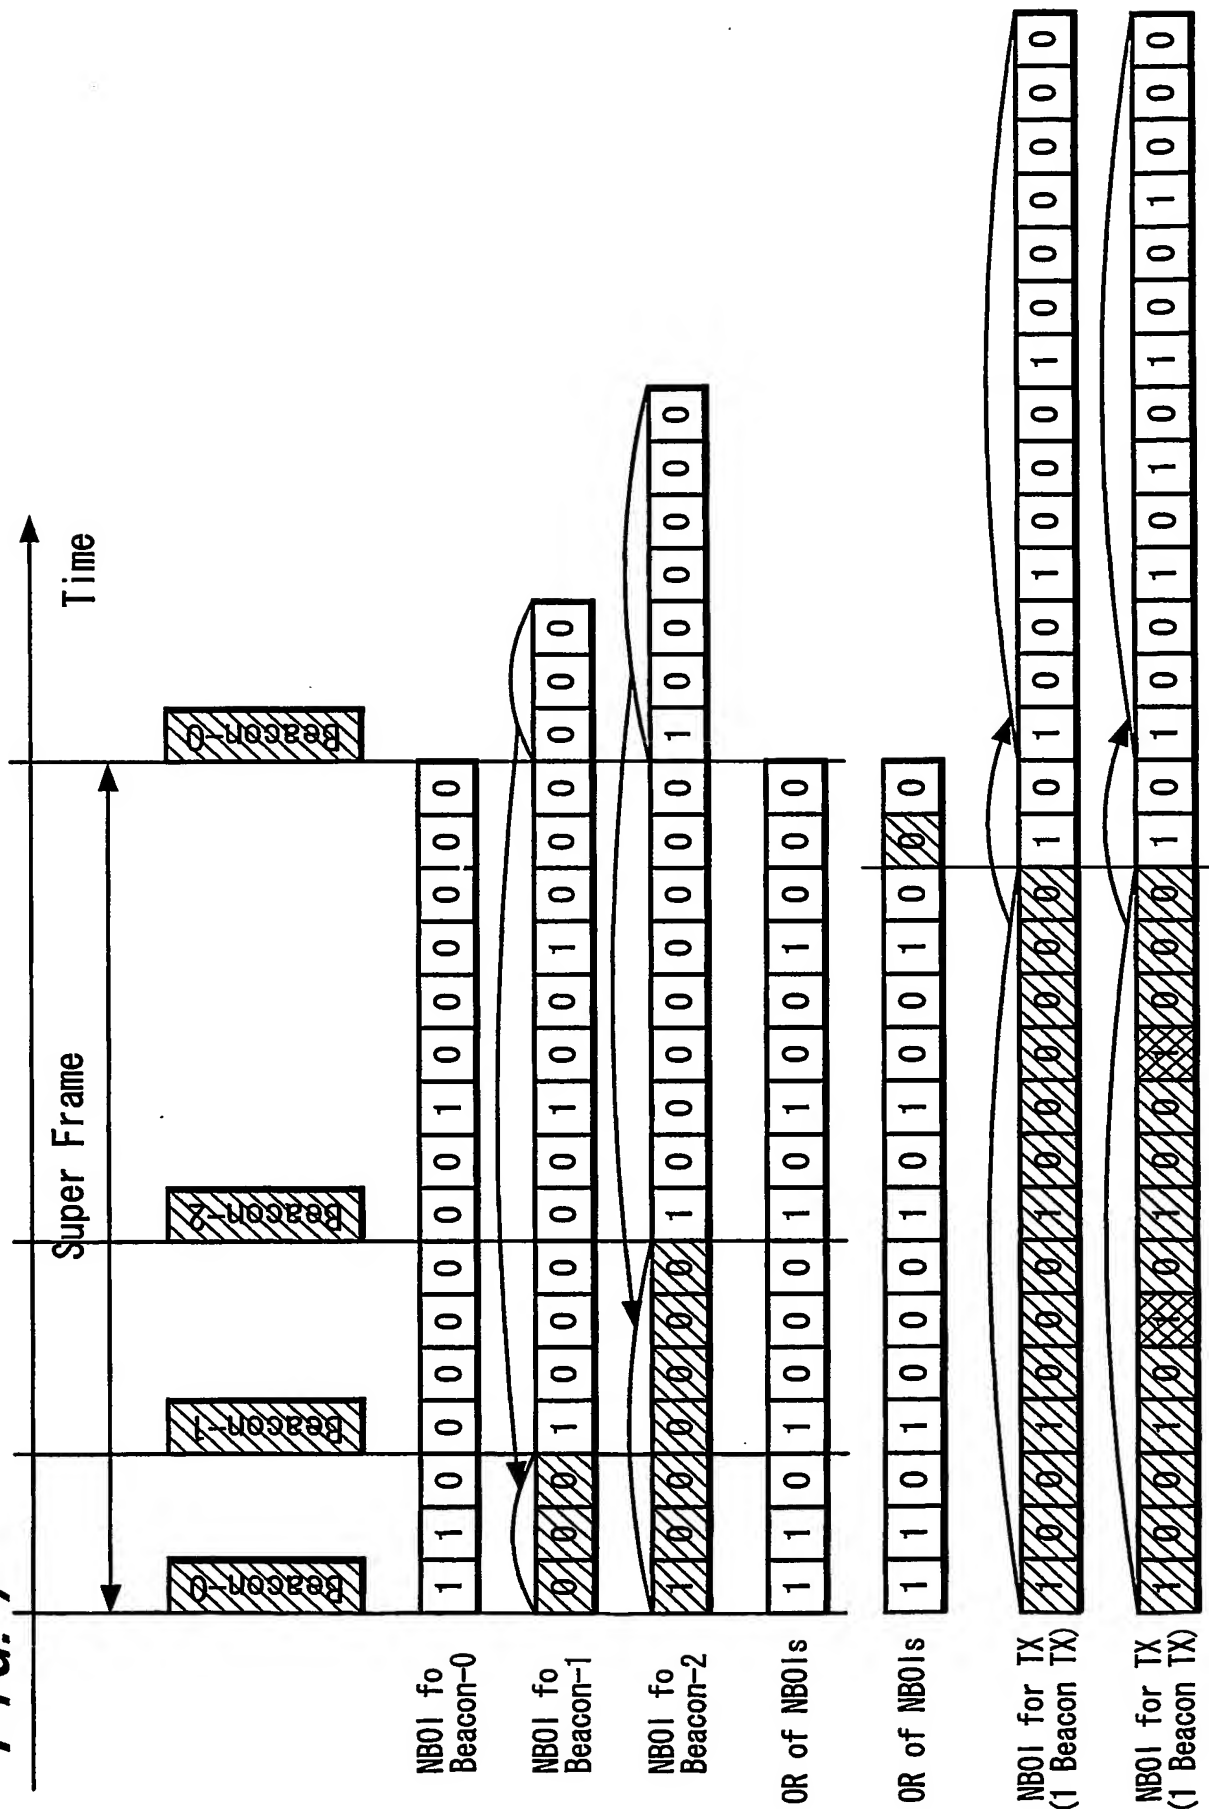 Time
Super Frame
Beacon-0 Beacon-1 Beacon-2 Beacon-0
NBOI fo
Beacon-0
1 1 0 0 0 0 0 0 0 1 0 0 0 0 0 0
NBOI fo
Beacon-1
0 0 0 1 0 0 0 0 0 1 0 0 1 0 0 0 0 0 0
NBOI fo
Beacon-2
1 0 0 0 0 0 0 1 0 0 0 0 0 0 0 0 1 0 0 0 0 0 0
OR of NBOIs
1 1 0 1 0 0 0 1 0 1 0 0 1 0 0 0
OR of NBOIs
1 1 0 1 0 0 0 1 0 1 0 0 1 0 0 0
NBOI for TX
(1 Beacon TX)
1 0 0 1 0 0 0 1 0 0 0 0 0 0 1 0 1 0 0 1 0 0 0 1 0 0 0 0 0 0
NBOI for TX
(1 Beacon TX)
1 0 0 1 0 1 0 1 0 0 1 0 0 0 1 0 1 0 0 1 0 1 0 1 0 0 1 0 0 0